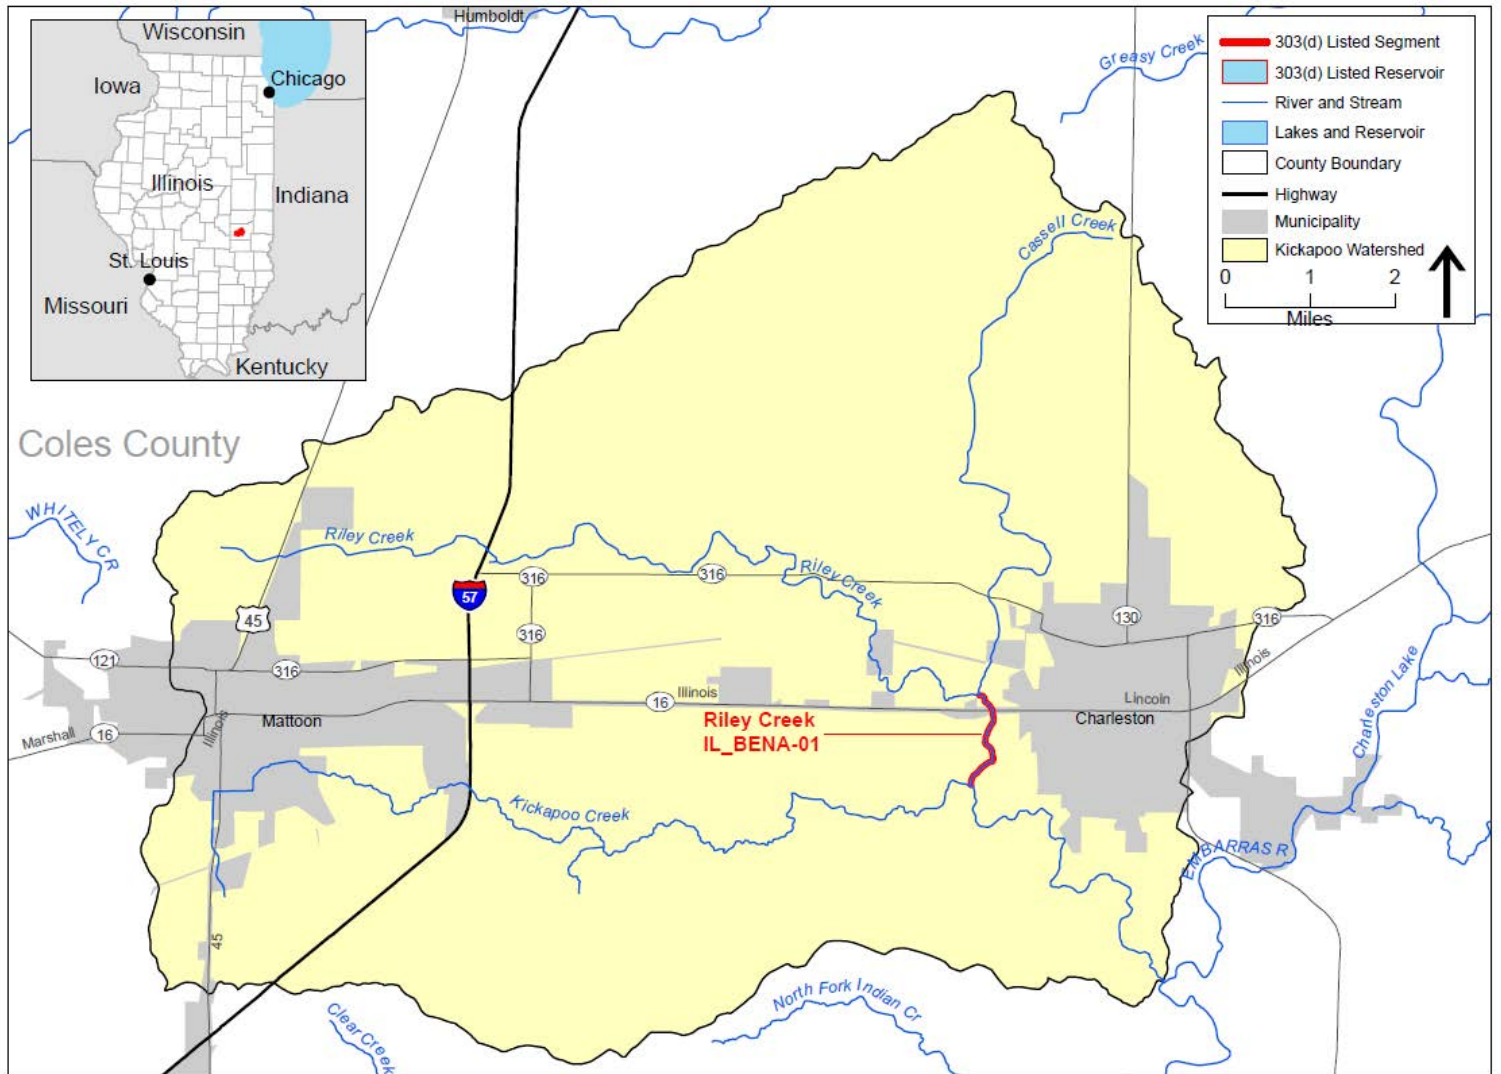 Humboldt
Wisconsin
Iowa
Chicago
Illinois
Indiana
St. Louis
Missouri
Kentucky
Greasy Creek
303(d) Listed Segment
303(d) Listed Reservoir
River and Stream
Lakes and Reservoir
County Boundary
Highway
Municipality
Kickapoo Watershed
0 1 2
Miles
Cassell Creek
Coles County
WHITELY CR
Riley Creek
316
316
Riley Creek
57
45
316
130
316
121
316
Illinois
Charleston Lake
16
Illinois
Lincoln
Mattoon
Illinois
Riley Creek
IL_BENA-01
Charleston
Marshall
16
Kickapoo Creek
EMBARRAS R
45
North Fork Indian Cr
Clear Creek